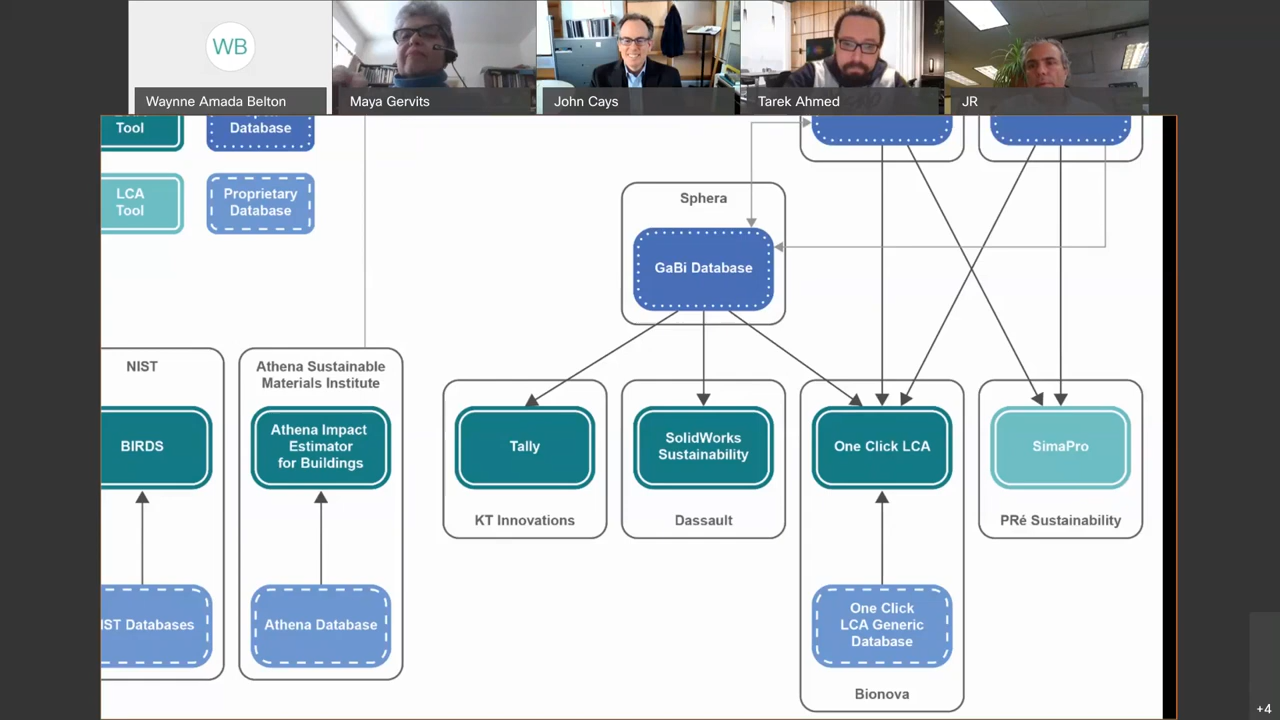 WB
Waynne Amada Belton
Maya Gervits
John Cays
Tarek Ahmed
JR
Tool
Database
LCA
Tool
Proprietary
Database
Sphera
GaBi Database
NIST
BIRDS
IST Databases
Athena Sustainable
Materials Institute
Athena Impact
Estimator
for Buildings
Athena Database
Tally
KT Innovations
SolidWorks
Sustainability
Dassault
One Click LCA
One Click
LCA Generic
Database
Bionova
SimaPro
PRé Sustainability
+4